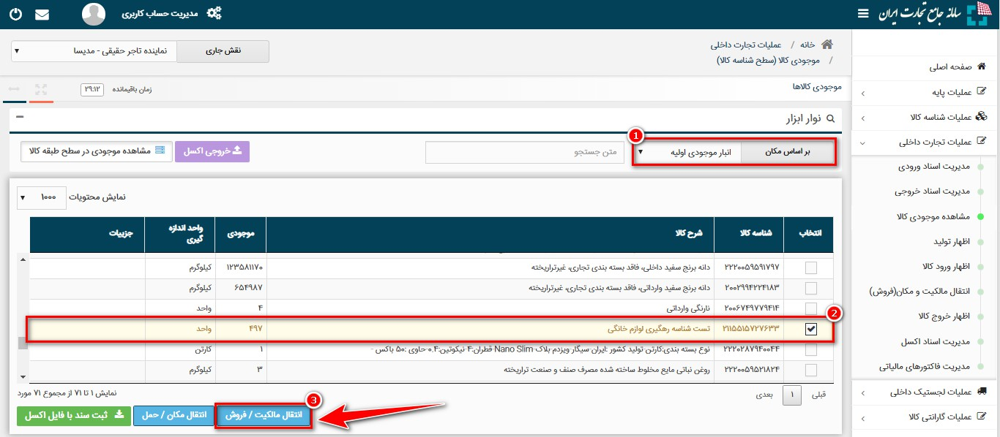 سامانه جامع تجارت ایران
مدیریت حساب کاربری
خانه / عملیات تجارت داخلی
/ موجودی کالا (سطح شناسه کالا)
نقش جاری
نماینده تاجر حقیقی - مدیسا
صفحه اصلی
عملیات پایه
عملیات شناسه کالا
عملیات تجارت داخلی
مدیریت اسناد ورودی
مدیریت اسناد خروجی
مشاهده موجودی کالا
اظهار تولید
اظهار ورود کالا
انتقال مالکیت و مکان(فروش)
اظهار خروج کالا
مدیریت اسناد اکسل
مدیریت فاکتورهای مالیاتی
عملیات لجستیک داخلی
عملیات گارانتی کالا
موجودی کالاها
زمان باقیمانده
۲۹:۱۲
نوار ابزار
1
بر اساس مکان
انبار موجودی اولیه
متن جستجو
خروجی اکسل
مشاهده موجودی در سطح طبقه کالا
نمایش محتویات ۱۰۰۰
انتخاب شناسه کالا شرح کالا موجودی واحد اندازه گیری جزییات
۲۲۲۰۰۵۹۵۹۱۷۹۷ دانه برنج سفید داخلی، فاقد بسته بندی تجاری، غیرتراریخته ۱۲۳۵۸۱۱۷۰ کیلوگرم
۲۰۰۲۹۹۴۲۲۴۱۸۳ دانه برنج سفید وارداتی، فاقد بسته بندی تجاری، غیرتراریخته ۶۵۴۹۸۷ کیلوگرم
۲۰۰۶۷۴۹۷۷۹۴۱۴ نارنگی وارداتی ۴ واحد
2
۲۱۱۵۵۱۵۷۲۷۶۳۳ تست شناسه رهگیری لوازم خانگی ۴۹۷ واحد
۲۲۲۰۲۸۷۹۴۰۰۴۴ نوع بسته بندی:کارتن تولید کشور :ایران سیگار ویزدم بلاک Nano Slim قطران:۴ نیکوتین:۰.۴ حاوی :۵۰ باکس - ۱ کارتن
۲۲۲۰۰۵۹۵۲۱۸۲۴ روغن نباتی مایع مخلوط ساخته شده مصرف صنف و صنعت تراریخته ۳ کیلوگرم
نمایش ۱ تا ۷۱ از مجموع ۷۱ مورد
قبلی ۱ بعدی
3
انتقال مالکیت / فروش
انتقال مکان / حمل
ثبت سند با فایل اکسل